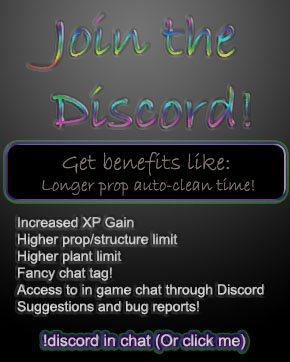 Join the
Discord!
Get benefits like:
Longer prop auto-clean time!
Increased XP Gain
Higher prop/structure limit
Higher plant limit
Fancy chat tag!
Access to in game chat through Discord
Suggestions and bug reports!
!discord in chat (Or click me)